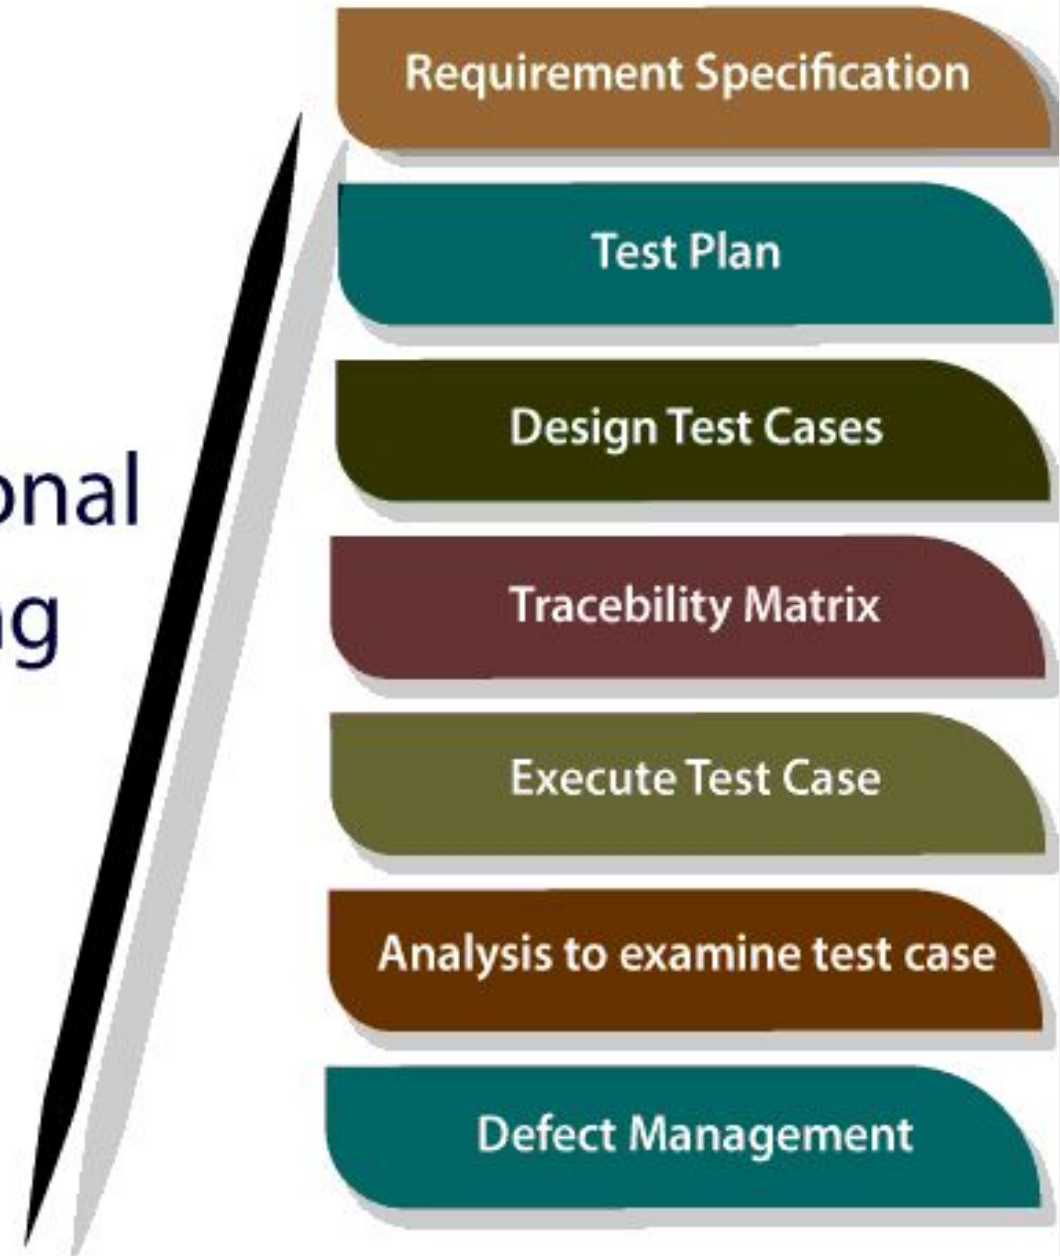 onal
ng
Requirement Specification
Test Plan
Design Test Cases
Tracebility Matrix
Execute Test Case
Analysis to examine test case
Defect Management